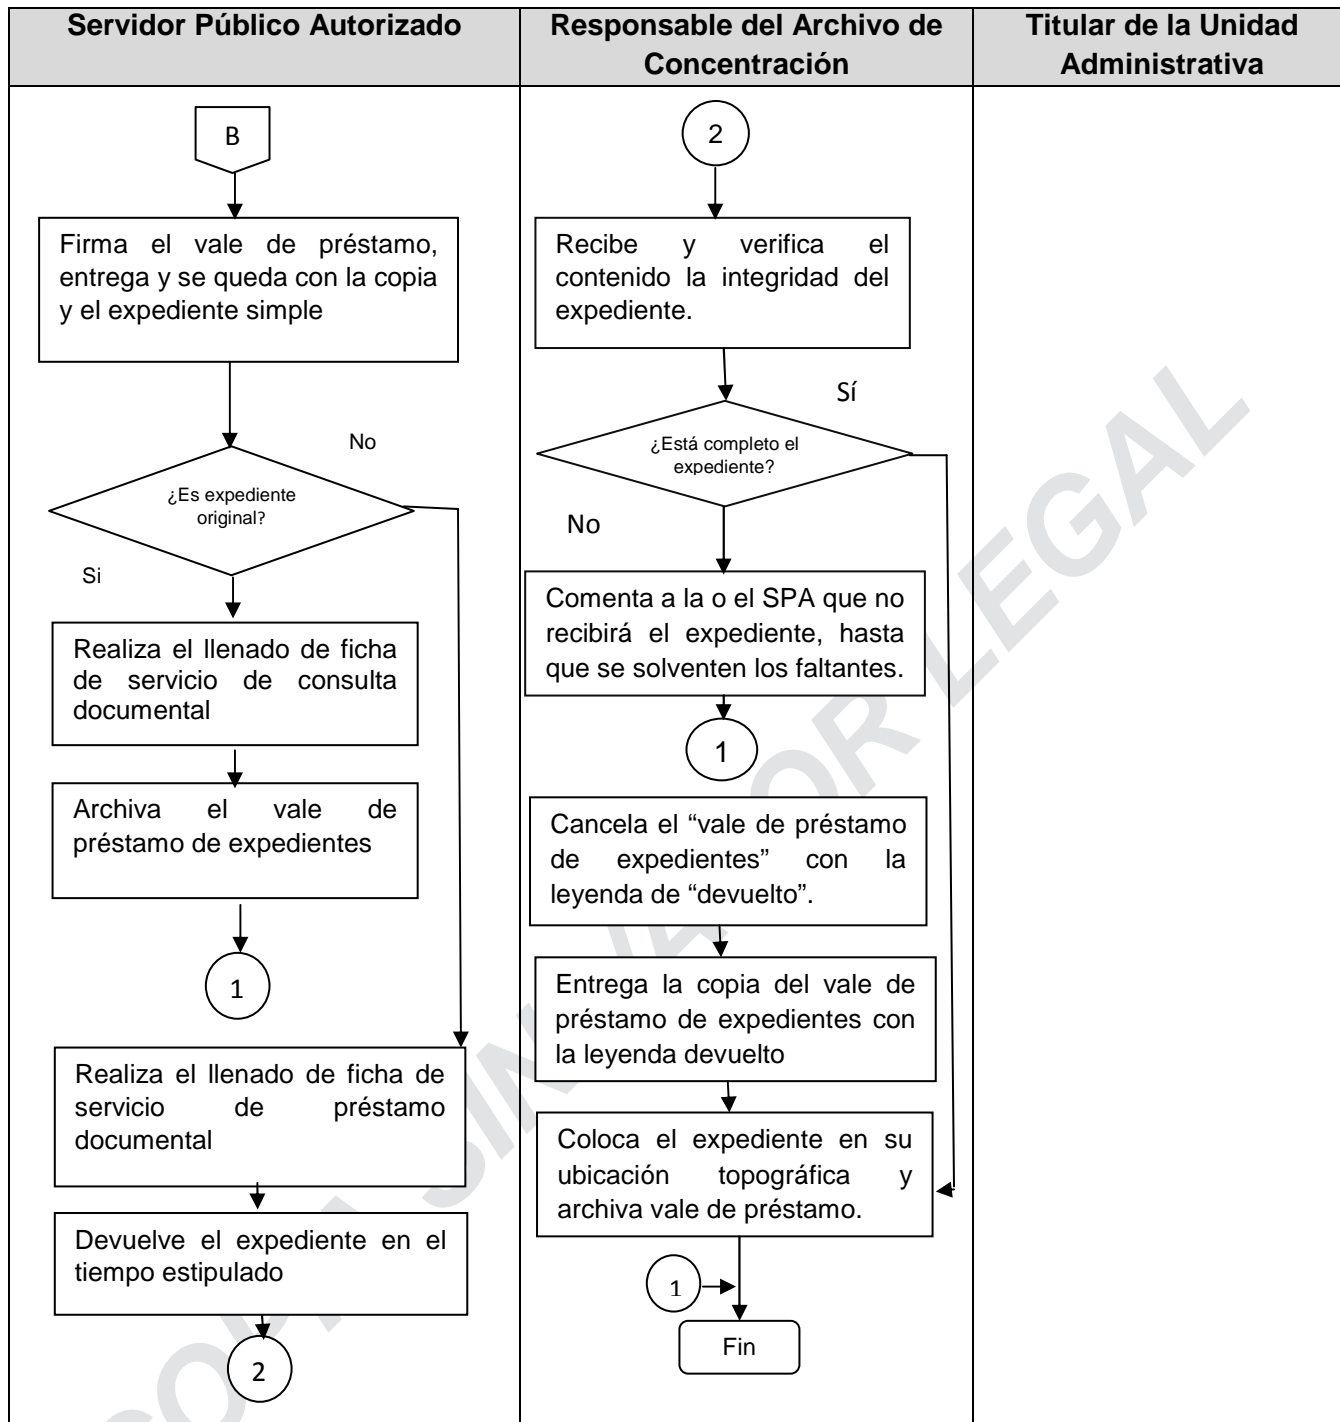 Servidor Público Autorizado
Responsable del Archivo de
Concentración
Titular de la Unidad
Administrativa
B
Firma el vale de préstamo,
entrega y se queda con la copia
y el expediente simple
No
¿Es expediente
original?
Si
Realiza el llenado de ficha
de servicio de consulta
documental
Archiva el vale de
préstamo de expedientes
1
Realiza el llenado de ficha de
servicio de préstamo
documental
Devuelve el expediente en el
tiempo estipulado
2
2
Recibe y verifica el
contenido la integridad del
expediente.
Sí
¿Está completo el
expediente?
No
Comenta a la o el SPA que no
recibirá el expediente, hasta
que se solventen los faltantes.
1
Cancela el “vale de préstamo
de expedientes” con la
leyenda de “devuelto”.
Entrega la copia del vale de
préstamo de expedientes con
la leyenda devuelto
Coloca el expediente en su
ubicación topográfica y
archiva vale de préstamo.
1
Fin
COPIA SIN VALOR LEGAL